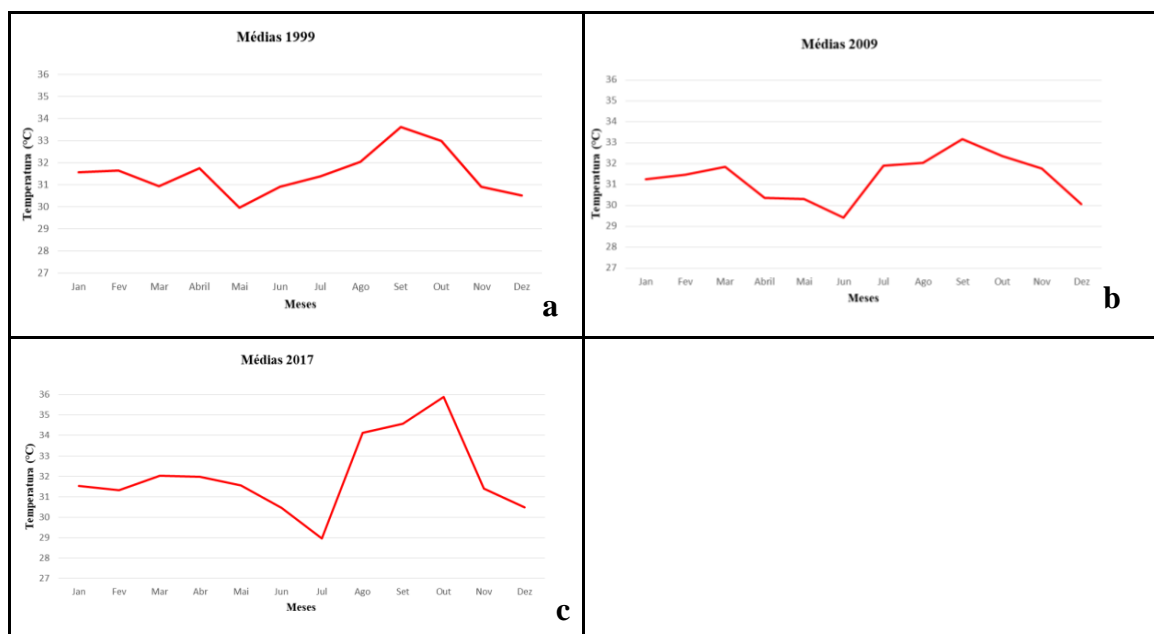 Médias 1999
Temperatura (°C)
36
35
34
33
32
31
30
29
28
27
Jan Fev Mar Abril Mai Jun Jul Ago Set Out Nov Dez
Meses
a
Médias 2009
Temperatura (°C)
36
35
34
33
32
31
30
29
28
27
Jan Fev Mar Abril Mai Jun Jul Ago Set Out Nov Dez
Meses
b
Médias 2017
Temperatura (°C)
36
35
34
33
32
31
30
29
28
27
Jan Fev Mar Abr Mai Jun Jul Ago Set Out Nov Dez
Meses
c